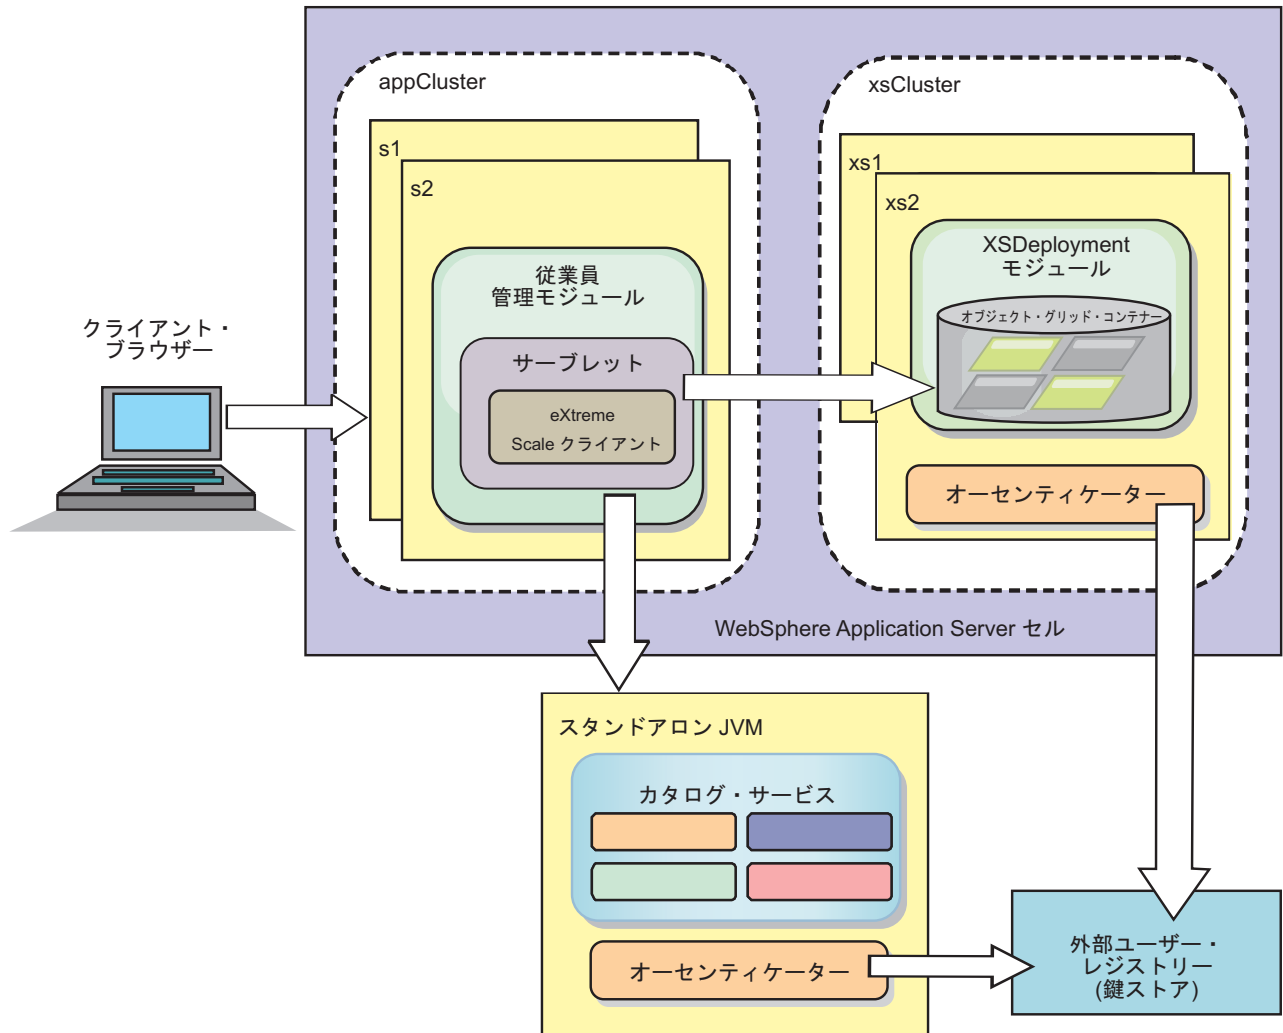 appCluster
s1
s2
従業員
管理モジュール
サーブレット
eXtreme
Scale クライアント
xsCluster
xs1
xs2
XSDeployment
モジュール
オブジェクト・グリッド・コンテナー
オーセンティケーター
クライアント・
ブラウザー
WebSphere Application Server セル
スタンドアロン JVM
カタログ・サービス
オーセンティケーター
外部ユーザー・
レジストリー
(鍵ストア)